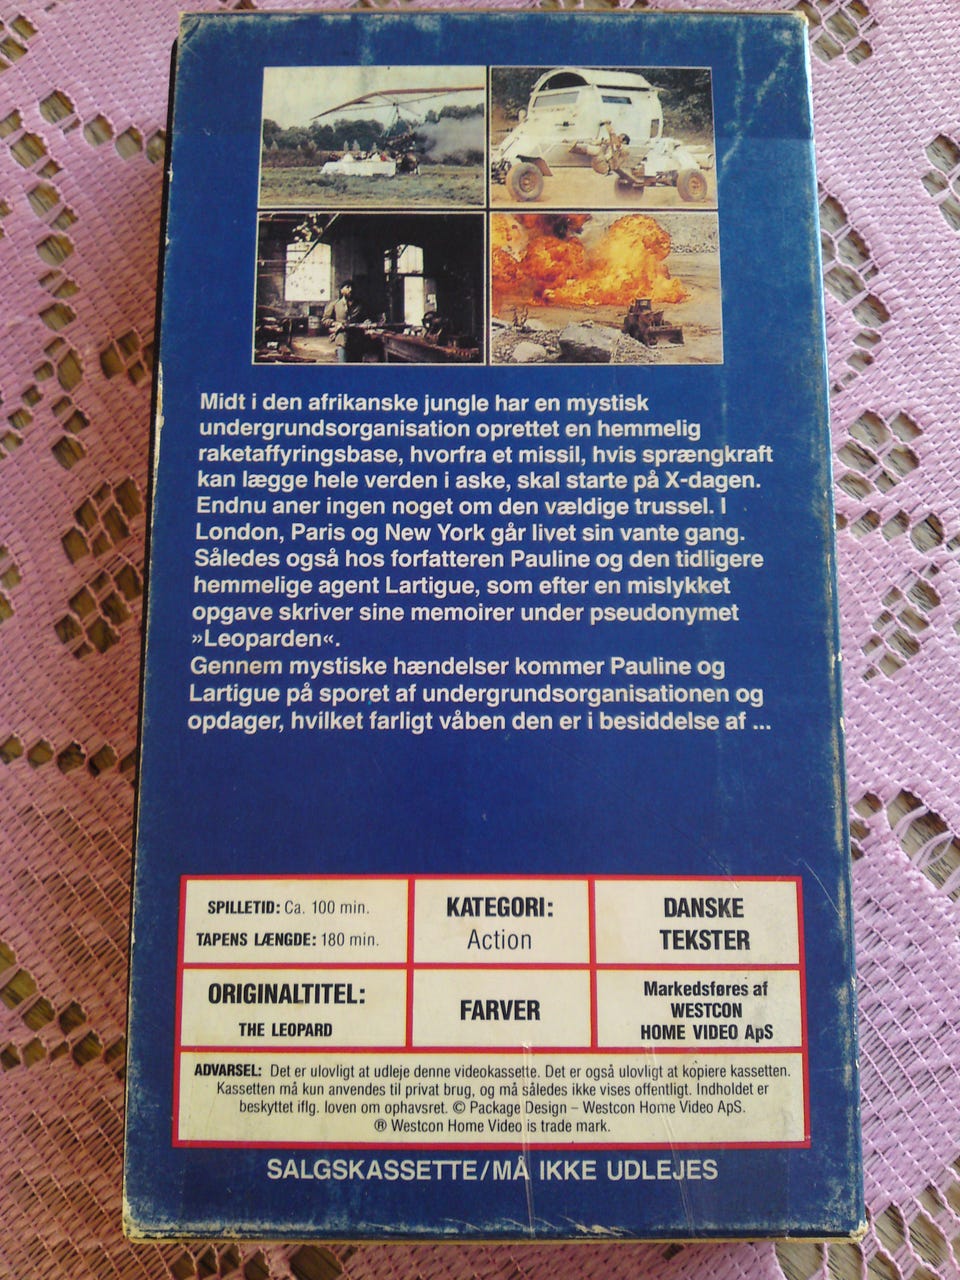 Midt i den afrikanske jungle har en mystisk
undergrundsorganisation oprettet en hemmelig
raketaffyringsbase, hvorfra et missil, hvis sprængkraft
kan lægge hele verden i aske, skal starte på X-dagen.
Endnu aner ingen noget om den vældige trussel. I
London, Paris og New York går livet sin vante gang.
Således også hos forfatteren Pauline og den tidligere
hemmelige agent Lartigue, som efter en mislykket
opgave skriver sine memoirer under pseudonymet
»Leoparden«.
Gennem mystiske hændelser kommer Pauline og
Lartigue på sporet af undergrundsorganisationen og
opdager, hvilket farligt våben den er i besiddelse af ...
SPILLETID: Ca. 100 min.
TAPENS LÆNGDE: 180 min.
KATEGORI:
Action
DANSKE
TEKSTER
ORIGINALTITEL:
THE LEOPARD
FARVER
Markedsføres af
WESTCON
HOME VIDEO ApS
ADVARSEL: Det er ulovligt at udleje denne videokassette. Det er også ulovligt at kopiere kassetten.
Kassetten må kun anvendes til privat brug, og må således ikke vises offentligt. Indholdet er
beskyttet iflg. loven om ophavsret. © Package Design – Westcon Home Video ApS.
® Westcon Home Video is trade mark.
SALGSKASSETTE/MÅ IKKE UDLEJES